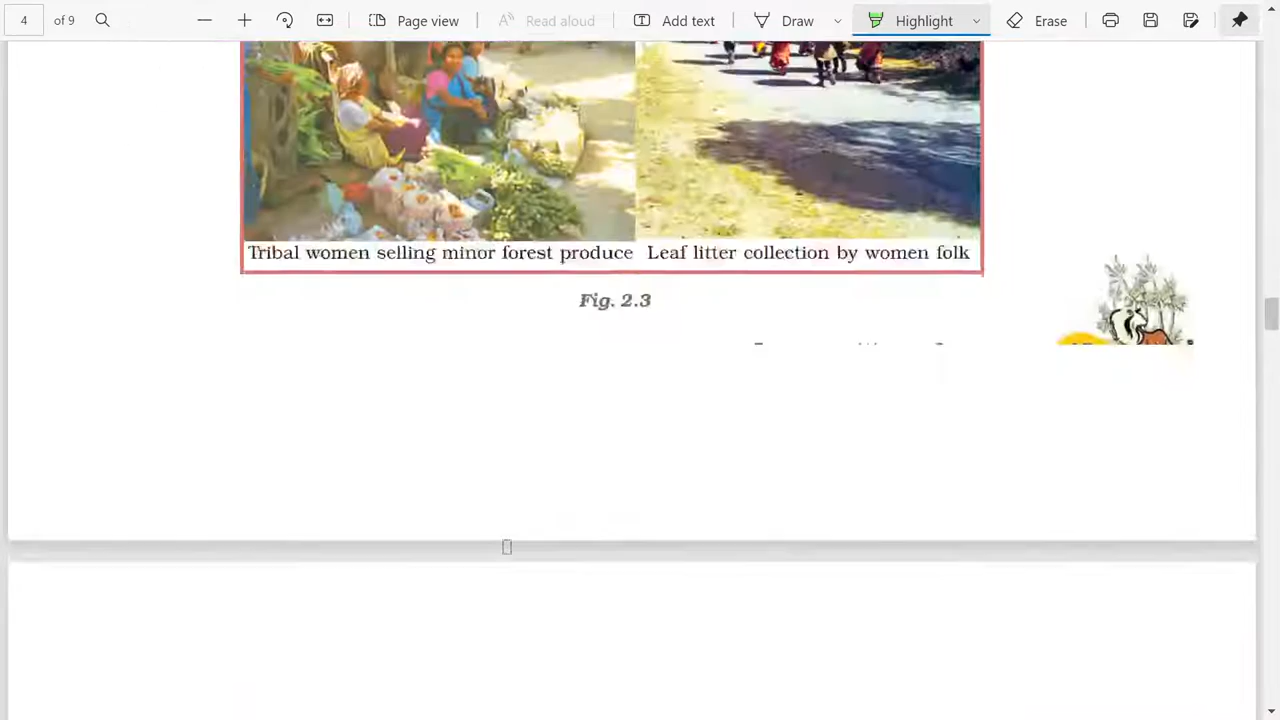 4 of 9 Page view Read aloud Add text Draw Highlight Erase
Tribal women selling minor forest produce Leaf litter collection by women folk
Fig. 2.3